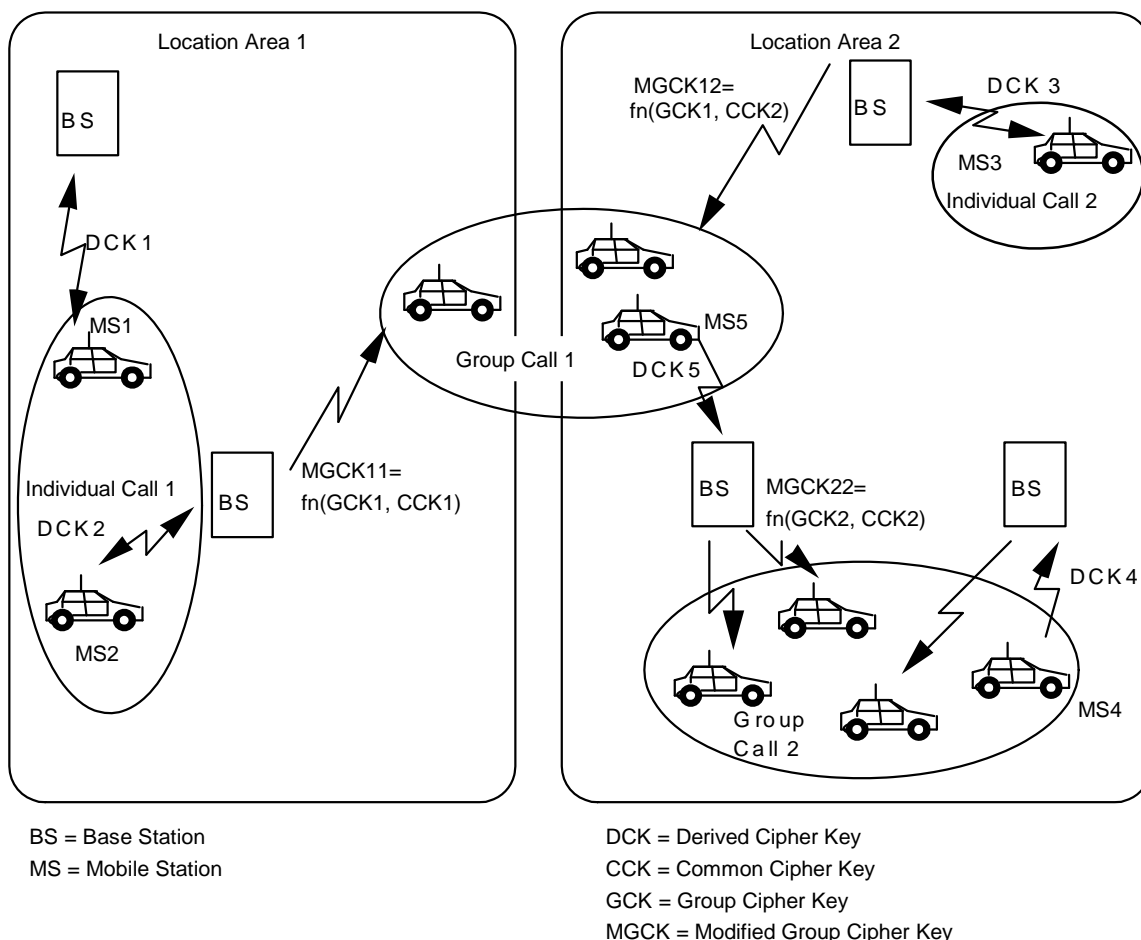 Location Area 1
BS
DCK1
MS1
Individual Call 1
DCK2
MS2
BS
MGCK11=
fn(GCK1, CCK1)
Group Call 1
Location Area 2
MGCK12=
fn(GCK1, CCK2)
BS
DCK 3
MS3
Individual Call 2
MS5
DCK5
BS
MGCK22=
fn(GCK2, CCK2)
BS
DCK4
MS4
Group
Call 2
BS = Base Station
MS = Mobile Station
DCK = Derived Cipher Key
CCK = Common Cipher Key
GCK = Group Cipher Key
MGCK = Modified Group Cipher Key